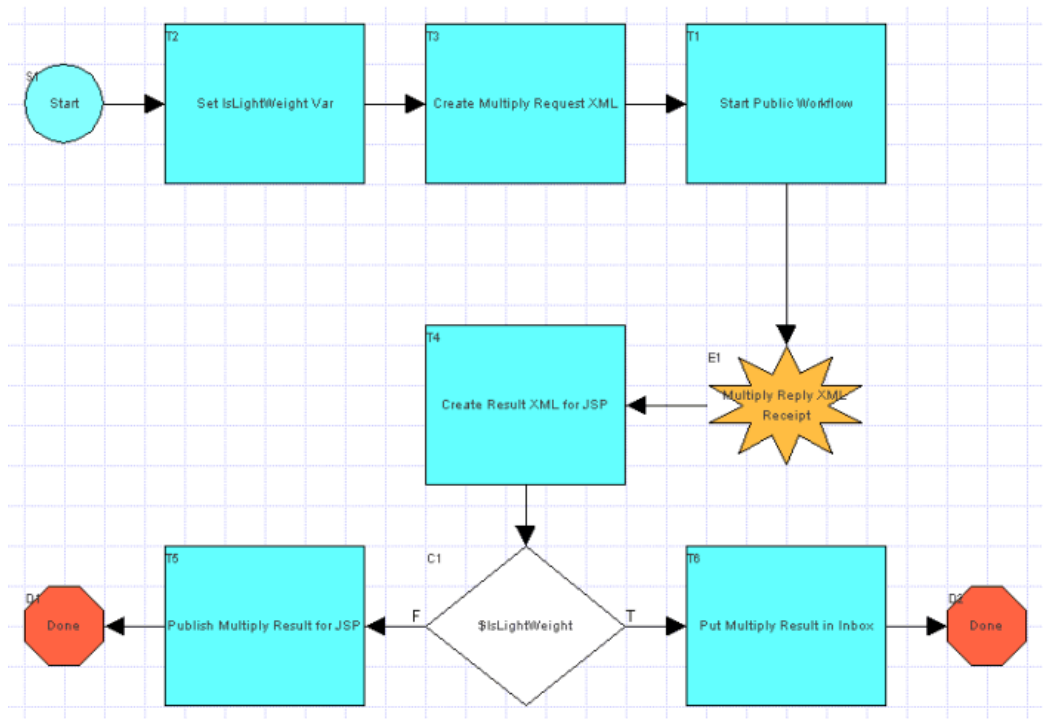 T2
T3
T1
S1
Start
Set IsLightWeight Var
Create Multiply Request XML
Start Public Workflow
T4
E1
Create Result XML for JSP
Multiply Reply XML
Receipt
T5
C1
T6
D1
Done
Publish Multiply Result for JSP
F
$IsLightWeight
T
Put Multiply Result in Inbox
D2
Done